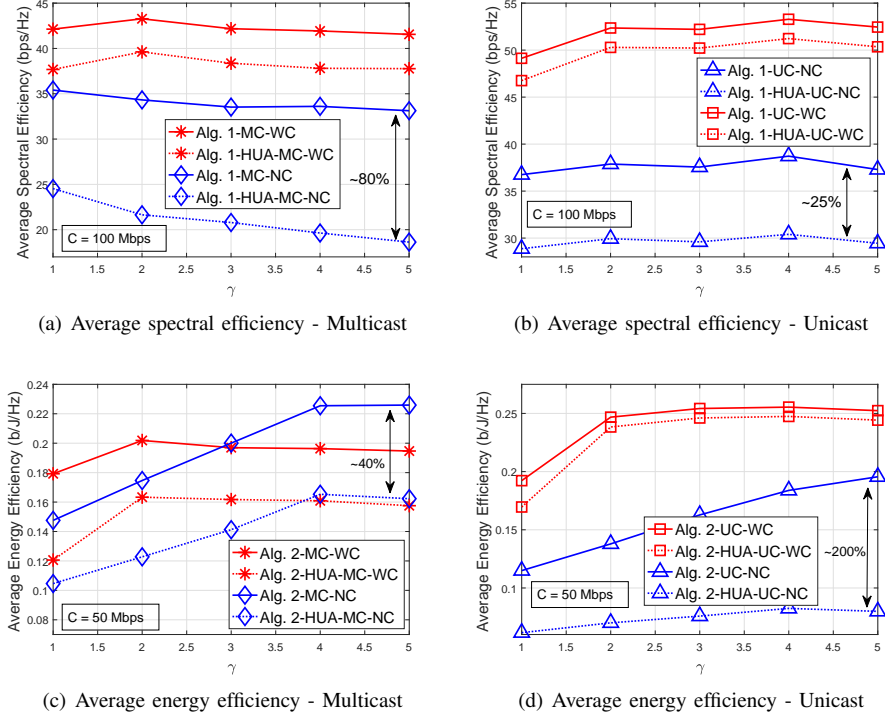 Average Spectral Efficiency (bps/Hz)
45
40
35
30
25
20
Alg. 1-MC-WC
Alg. 1-HUA-MC-WC
Alg. 1-MC-NC
Alg. 1-HUA-MC-NC
~80%
C = 100 Mbps
1 1.5 2 2.5 3 3.5 4 4.5 5
γ
(a) Average spectral efficiency - Multicast
Average Spectral Efficiency (bps/Hz)
55
50
45
40
35
30
Alg. 1-UC-NC
Alg. 1-HUA-UC-NC
Alg. 1-UC-WC
Alg. 1-HUA-UC-WC
~25%
C = 100 Mbps
1 1.5 2 2.5 3 3.5 4 4.5 5
γ
(b) Average spectral efficiency - Unicast
Average Energy Efficiency (b/J/Hz)
0.24
0.22
0.2
0.18
0.16
0.14
0.12
0.1
0.08
~40%
Alg. 2-MC-WC
Alg. 2-HUA-MC-WC
Alg. 2-MC-NC
Alg. 2-HUA-MC-NC
C = 50 Mbps
1 1.5 2 2.5 3 3.5 4 4.5 5
γ
(c) Average energy efficiency - Multicast
Average Energy Efficiency (b/J/Hz)
0.25
0.2
0.15
0.1
Alg. 2-UC-WC
Alg. 2-HUA-UC-WC
Alg. 2-UC-NC
Alg. 2-HUA-UC-NC
~200%
C = 50 Mbps
1 1.5 2 2.5 3 3.5 4 4.5 5
γ
(d) Average energy efficiency - Unicast